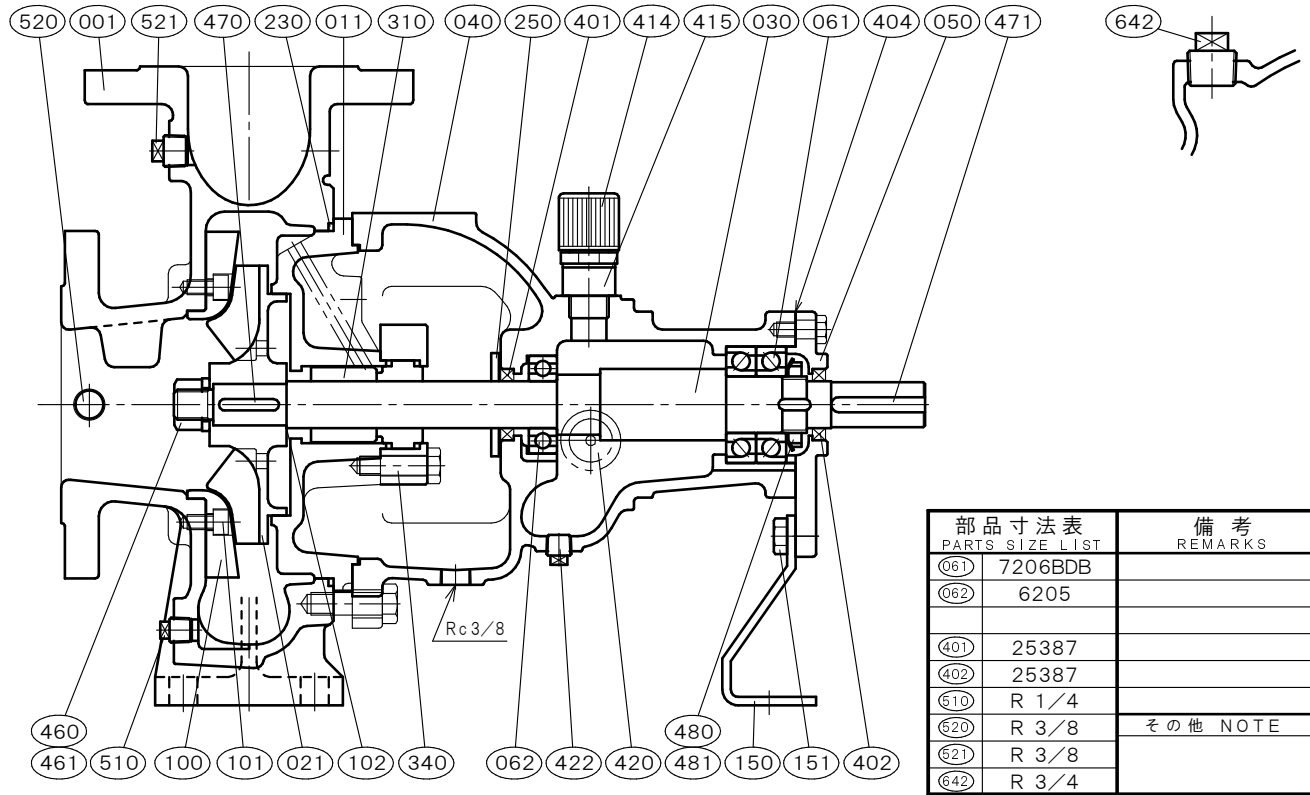 520 001 521 470 230 011 310 040 250 401 414 415 030 061 404 050 471 642
Rc3/8
460
461 510 100 101 021 102 340 062 422 420 480
481 150 151 402
部品寸法表 備考
PARTS SIZE LIST REMARKS
061 7206BDB
062 6205
401 25387
402 25387
510 R 1/4
520 R 3/8 その他 NOTE
521 R 3/8
642 R 3/4